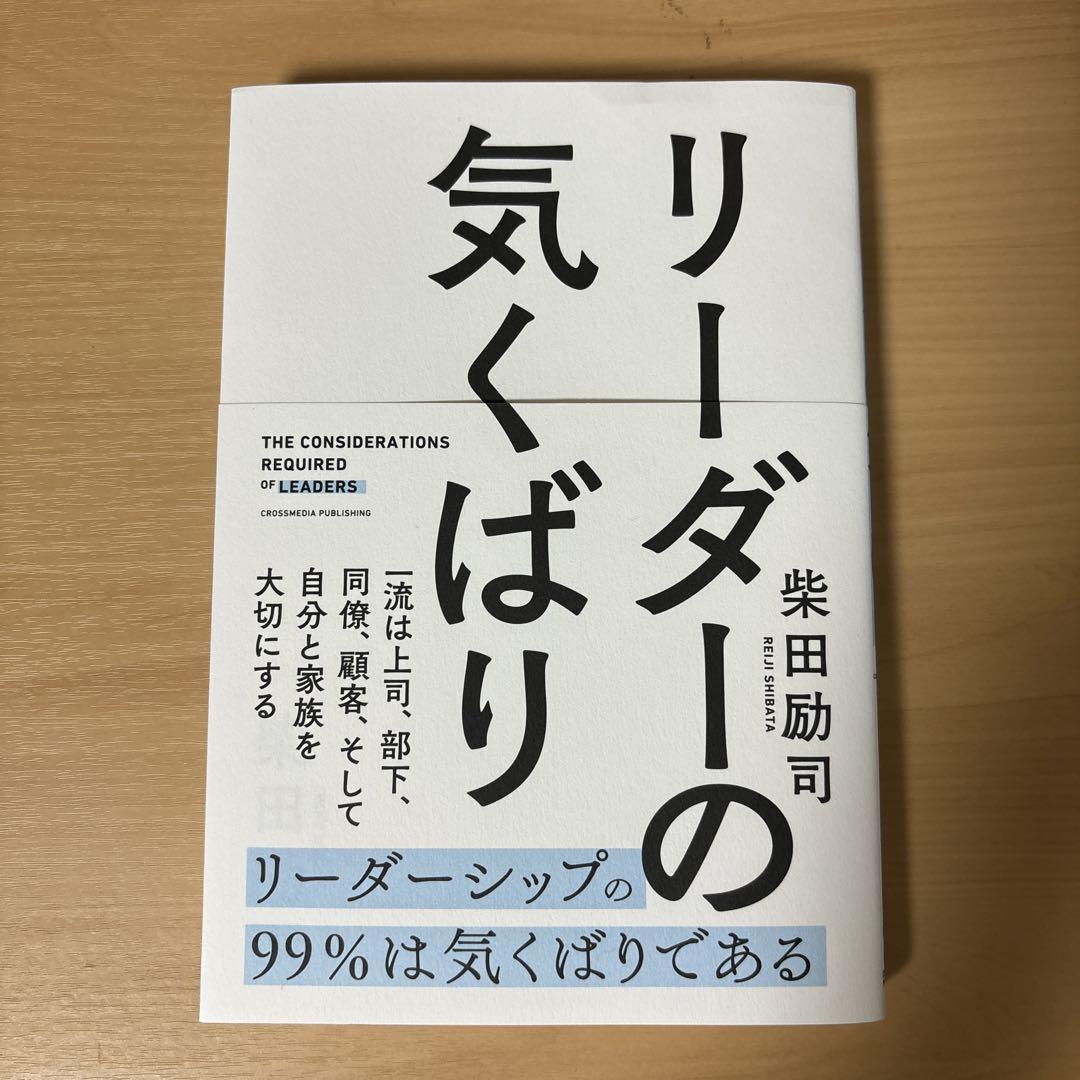 リーダーの
気くばり
柴田励司
REIJI SHIBATA
THE CONSIDERATIONS
REQUIRED
OF LEADERS
CROSSMEDIA PUBLISHING
一流は上司、部下、
同僚、顧客、そして
自分と家族を
大切にする
リーダーシップの
99%は気くばりである